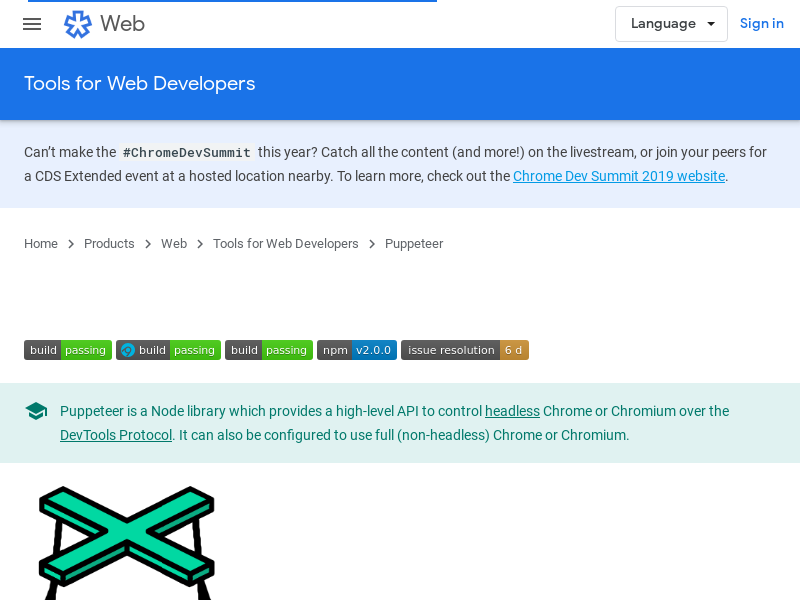 Web
Language
Sign in
Tools for Web Developers
Can't make the #ChromeDevSummit this year? Catch all the content (and more!) on the livestream, or join your peers for
a CDS Extended event at a hosted location nearby. To learn more, check out the Chrome Dev Summit 2019 website.
Home > Products > Web > Tools for Web Developers > Puppeteer
build passing build passing build passing npm v2.0.0 issue resolution 6 d
Puppeteer is a Node library which provides a high-level API to control headless Chrome or Chromium over the
DevTools Protocol. It can also be configured to use full (non-headless) Chrome or Chromium.